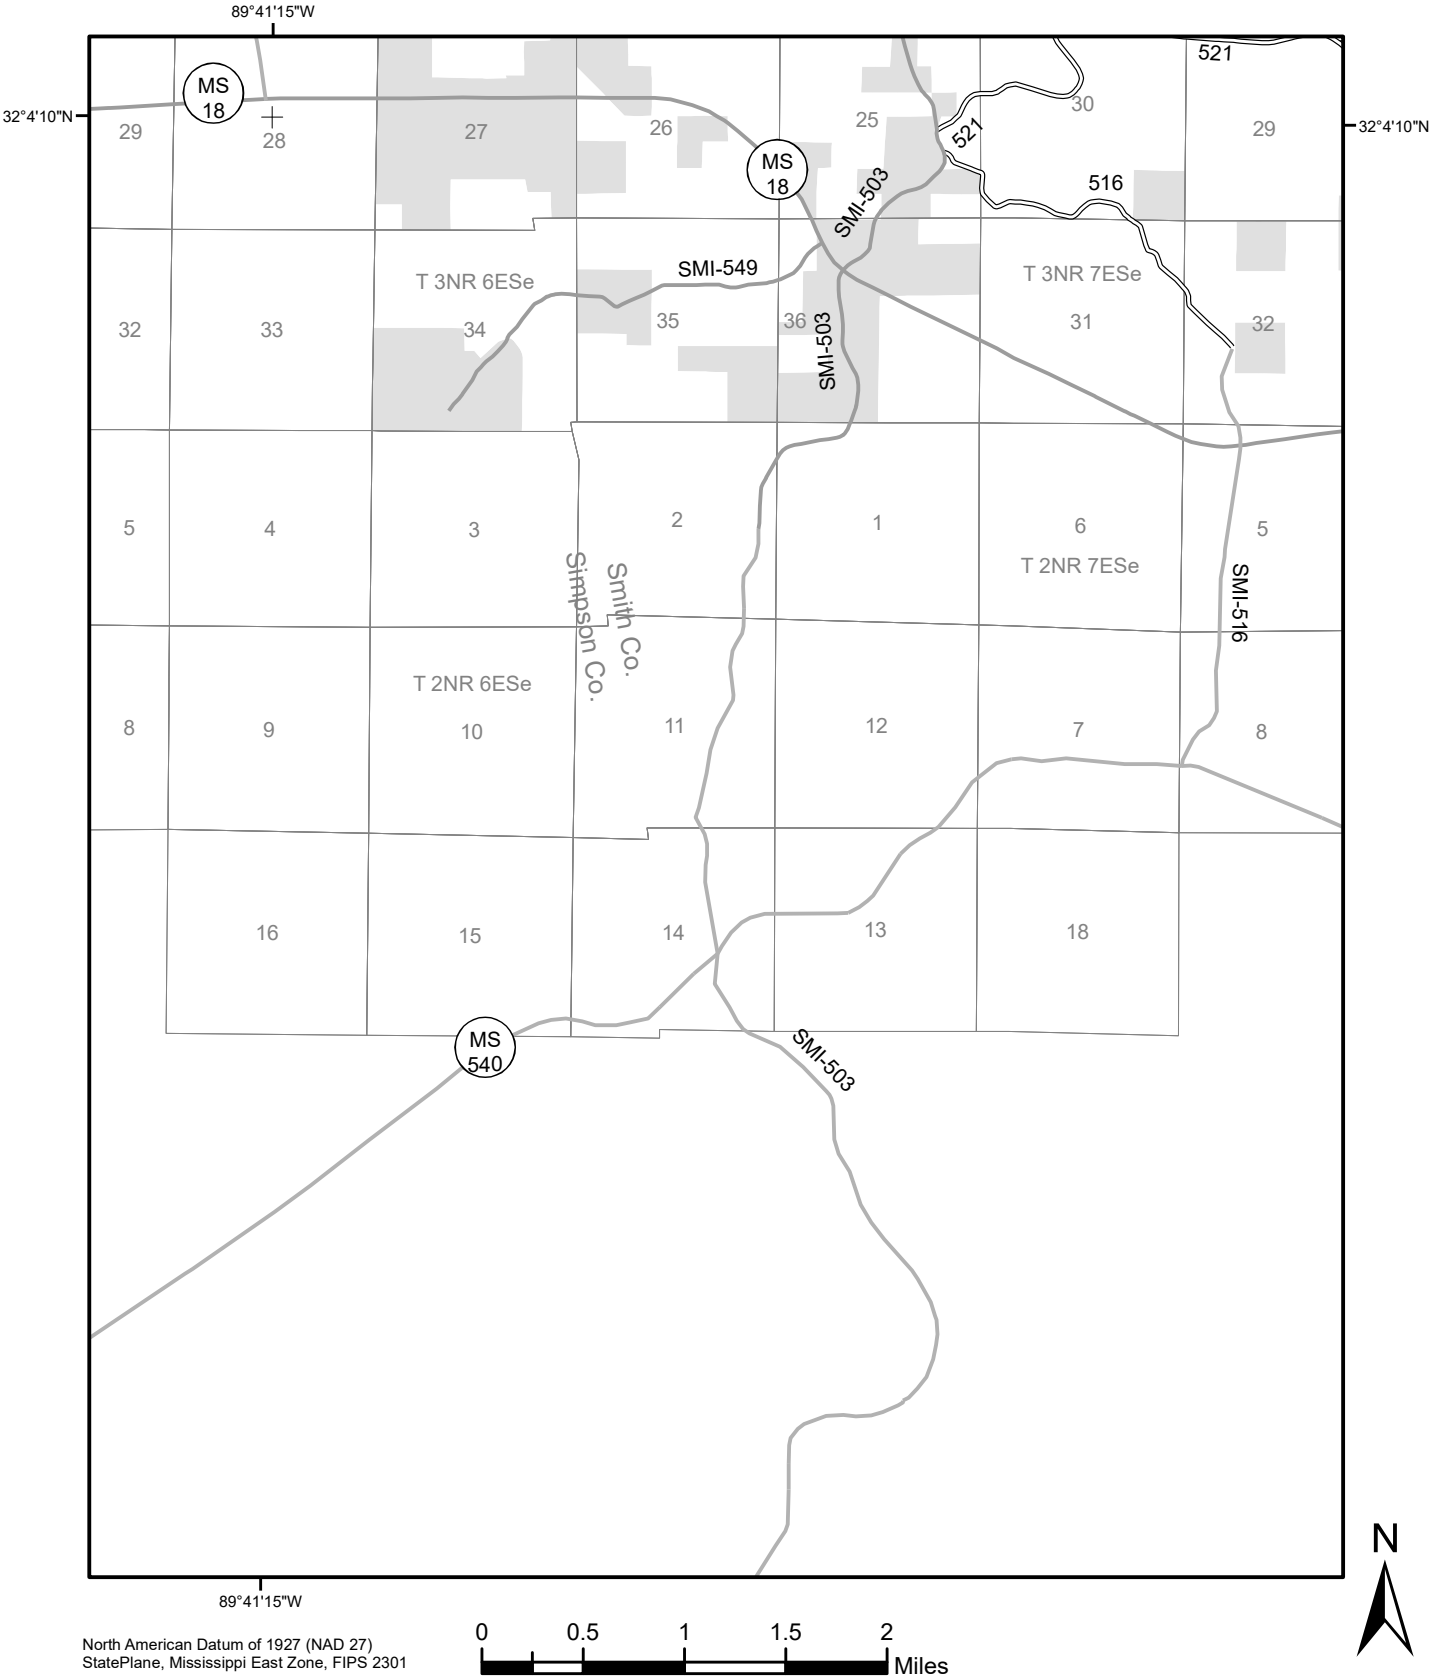 89°41'15"W
521
MS
18
30
32°4'10"N
32°4'10"N
29
28
27
26
25
521
29
MS
18
516
SMI-503
SMI-549
T 3NR 6ESe
T 3NR 7ESe
32
33
34
35
36
SMI-503
31
32
5
4
3
2
1
6
5
T 2NR 7ESe
Smith Co.
Simpson Co.
SMI-516
T 2NR 6ESe
8
9
10
11
12
7
8
16
15
14
13
18
MS
540
SMI-503
N
89°41'15"W
North American Datum of 1927 (NAD 27)
StatePlane, Mississippi East Zone, FIPS 2301
0 0.5 1 1.5 2
Miles